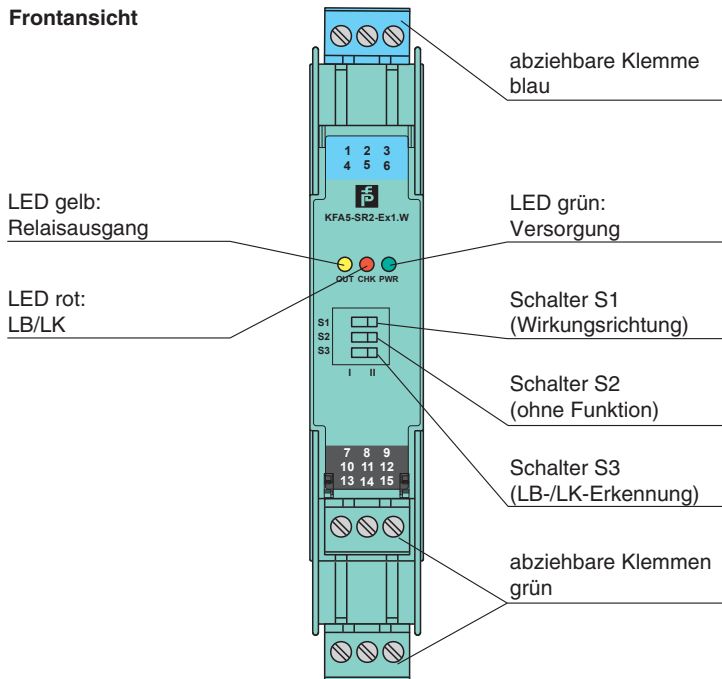 Frontansicht
abziehbare Klemme
blau
1 2 3
4 5 6
KFA5-SR2-Ex1.W
LED gelb:
Relaisausgang
LED grün:
Versorgung
OUT CHK PWR
LED rot:
LB/LK
S1
S2
S3
I II
Schalter S1
(Wirkungsrichtung)
Schalter S2
(ohne Funktion)
Schalter S3
(LB-/LK-Erkennung)
7 8 9
10 11 12
13 14 15
abziehbare Klemmen
grün